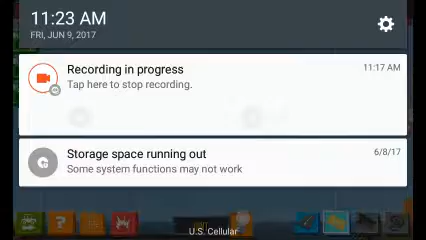 11:23 AM
FRI, JUN 9, 2017
Recording in progress
11:17 AM
Tap here to stop recording.
Storage space running out
6/8/17
Some system functions may not work
?
U.S. Cellular